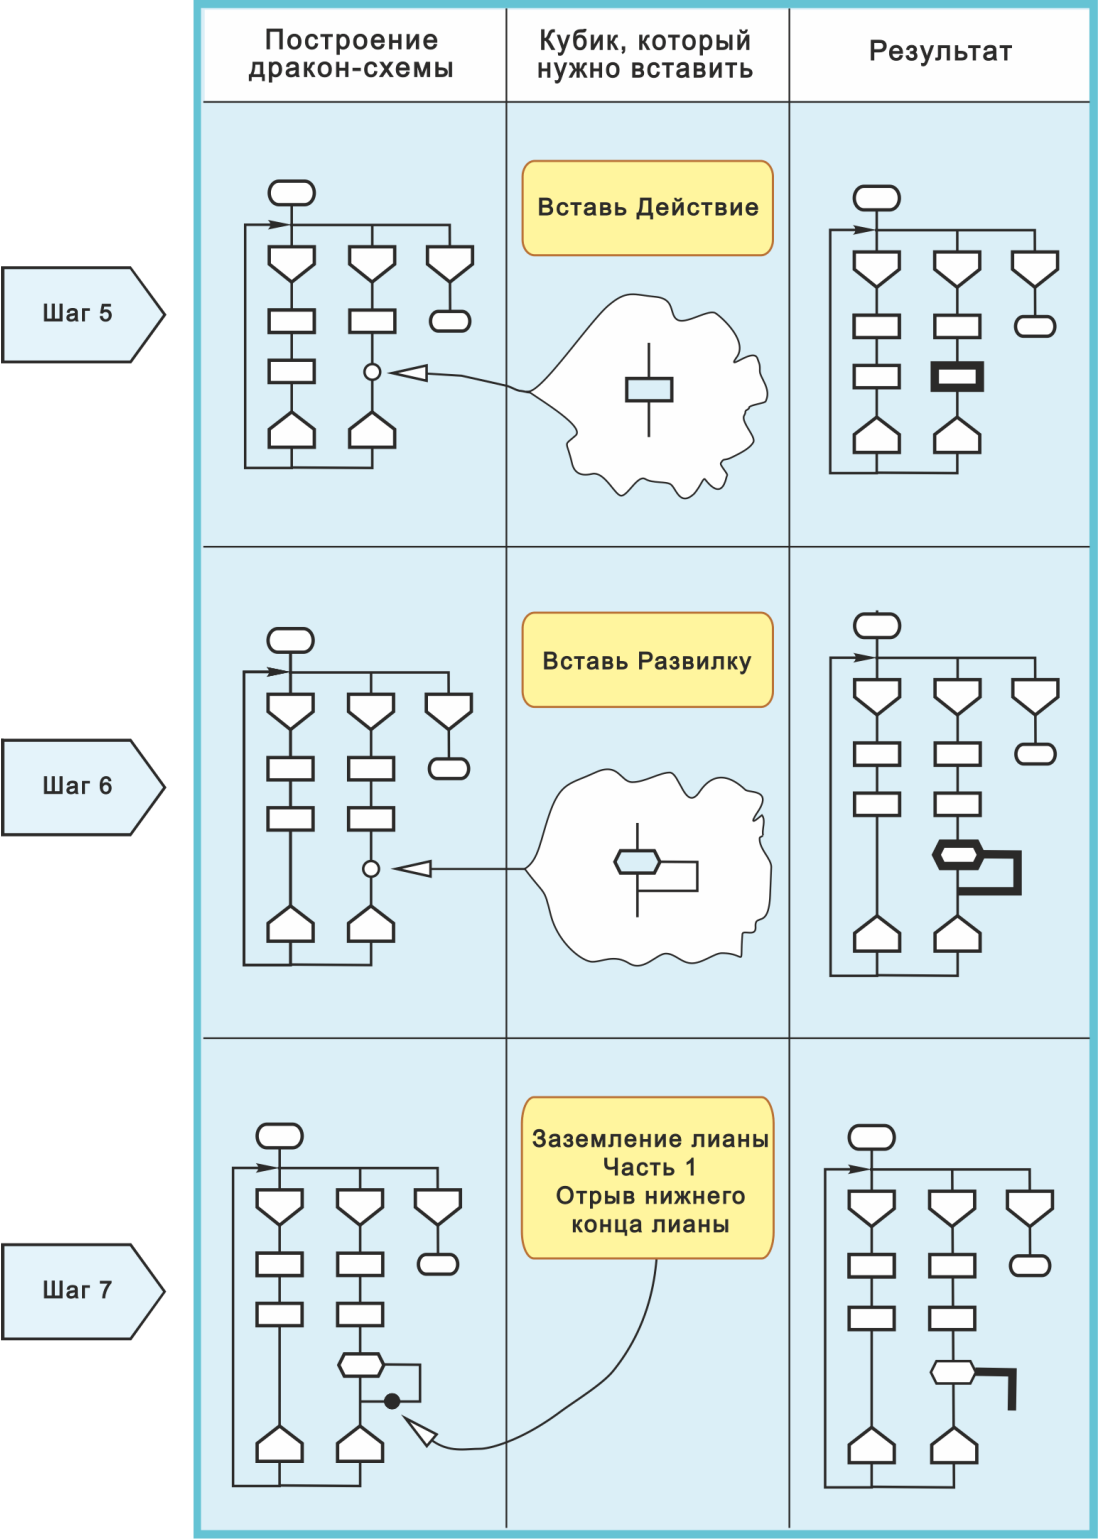 Построение
дракон-схемы
Кубик, который
нужно вставить
Результат
Шаг 5
Вставь Действие
Шаг 6
Вставь Развилку
Шаг 7
Заземление лианы
Часть 1
Отрыв нижнего
конца лианы